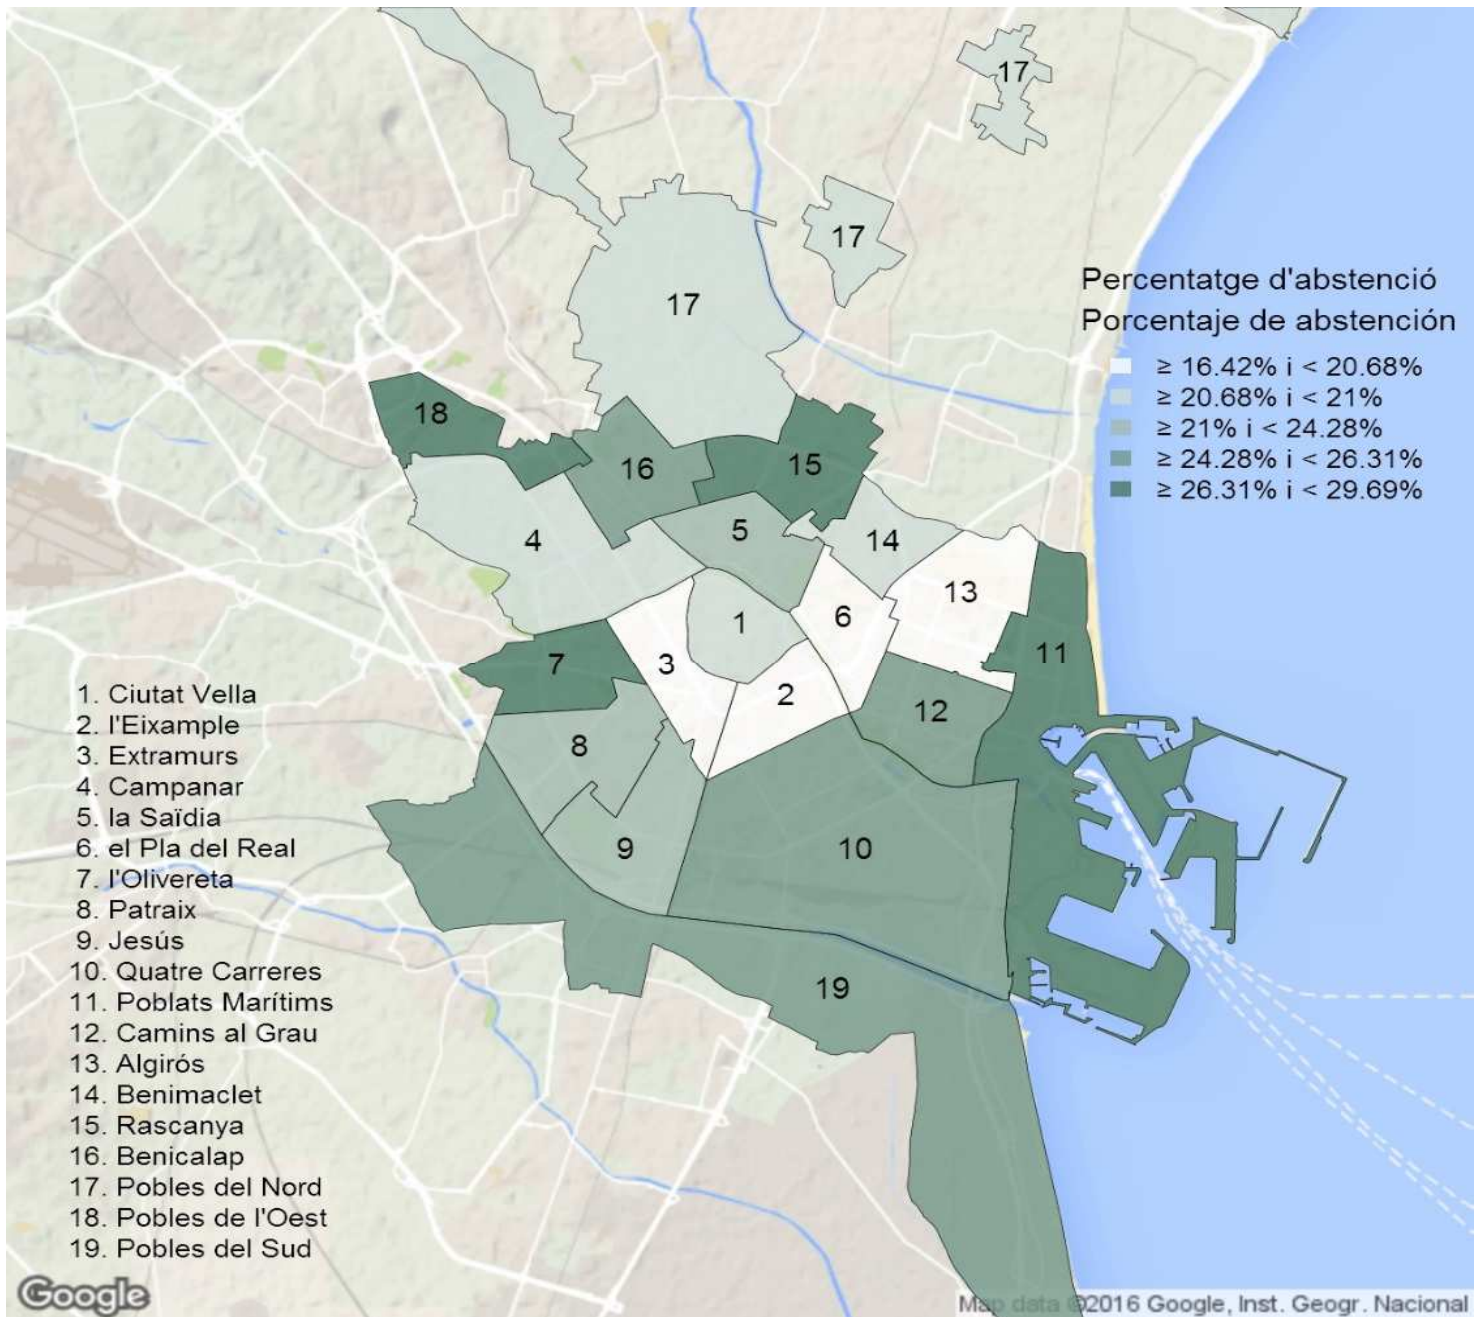 17
17
17
Percentatge d'abstenció
Porcentaje de abstención
≥ 16.42% i < 20.68%
≥ 20.68% i < 21%
≥ 21% i < 24.28%
≥ 24.28% i < 26.31%
≥ 26.31% i < 29.69%
18
16
15
5
4
14
13
6
1
11
7
3
2
12
8
9
10
19
1. Ciutat Vella
2. l'Eixample
3. Extramurs
4. Campanar
5. la Saïdia
6. el Pla del Real
7. l'Olivereta
8. Patraix
9. Jesús
10. Quatre Carreres
11. Poblats Marítims
12. Camins al Grau
13. Algirós
14. Benimaclet
15. Rascanya
16. Benicalap
17. Pobles del Nord
18. Pobles de l'Oest
19. Pobles del Sud
Google
Map data ©2016 Google, Inst. Geogr. Nacional